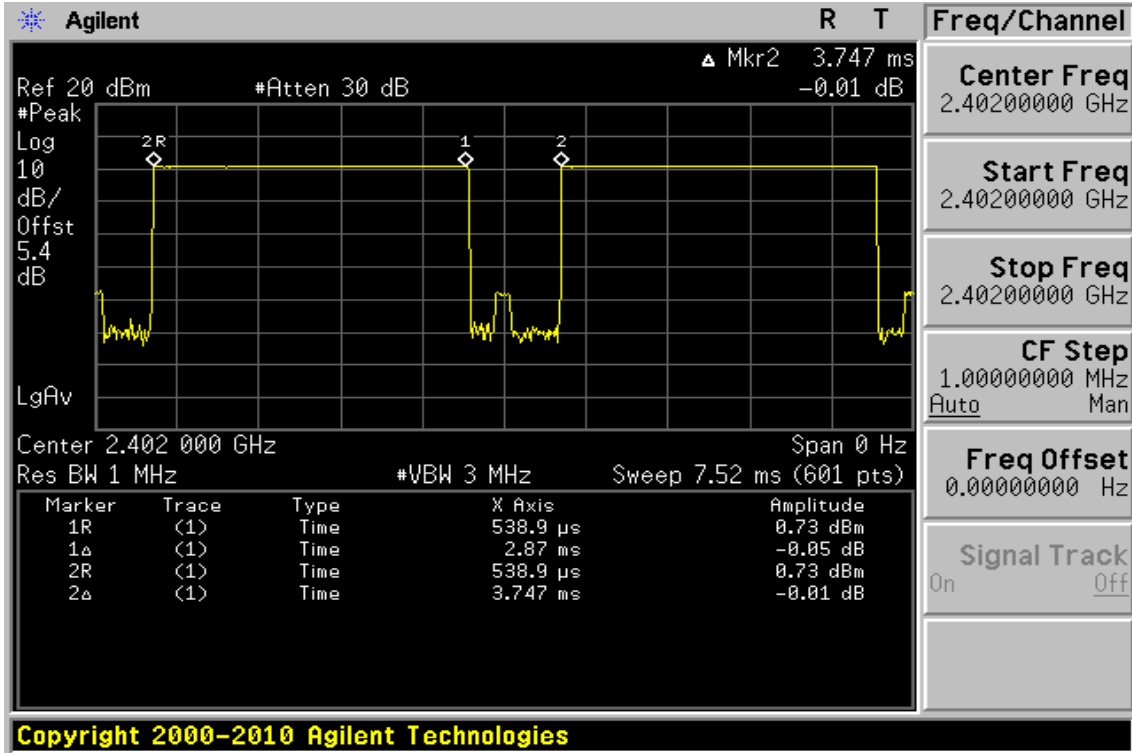 Agilent R T
Δ Mkr2 3.747 ms
Ref 20 dBm #Atten 30 dB -0.01 dB
#Peak
Log
10
dB/
Offst
5.4
dB
LgAv
2R 1 2
Center 2.402 000 GHz Span 0 Hz
Res BW 1 MHz #VBW 3 MHz Sweep 7.52 ms (601 pts)
Marker Trace Type X Axis Amplitude
1R (1) Time 538.9 µs 0.73 dBm
1Δ (1) Time 2.87 ms -0.05 dB
2R (1) Time 538.9 µs 0.73 dBm
2Δ (1) Time 3.747 ms -0.01 dB
Freq/Channel
Center Freq
2.40200000 GHz
Start Freq
2.40200000 GHz
Stop Freq
2.40200000 GHz
CF Step
1.00000000 MHz
Auto Man
Freq Offset
0.00000000 Hz
Signal Track
On Off
Copyright 2000-2010 Agilent Technologies